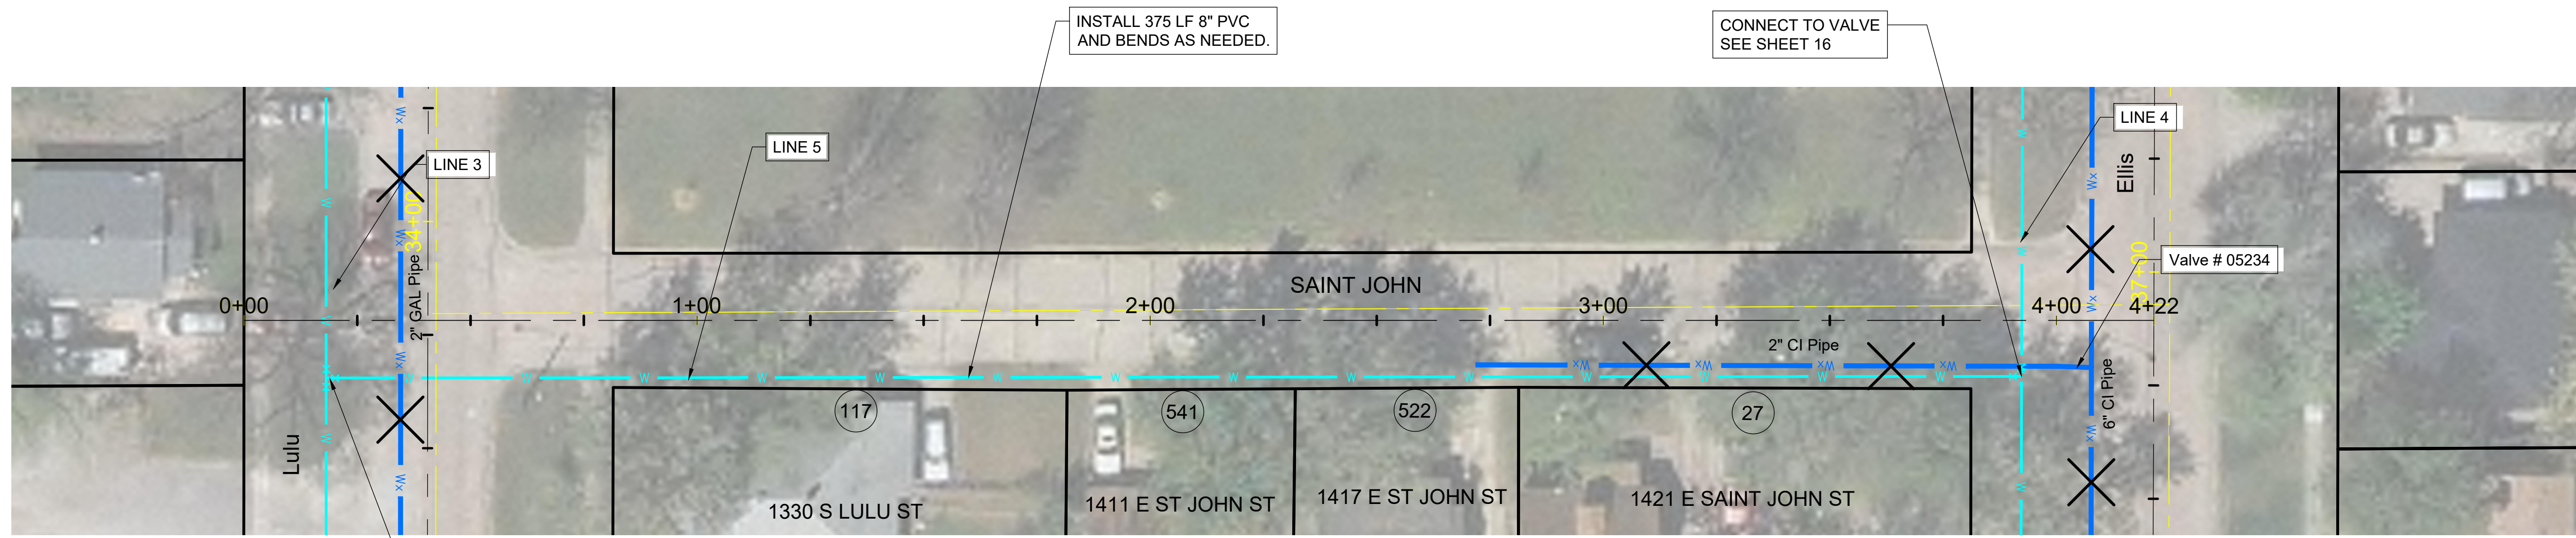 INSTALL 375 LF 8" PVC
AND BENDS AS NEEDED.
CONNECT TO VALVE
SEE SHEET 16
LINE 3
LINE 5
LINE 4
Ellis
34+00
37+00
Valve # 05234
2" GAL Pipe
SAINT JOHN
0+00
1+00
2+00
3+00
4+00
4+22
2" CI Pipe
6" CI Pipe
Lulu
117
541
522
27
1330 S LULU ST
1411 E ST JOHN ST
1417 E ST JOHN ST
1421 E SAINT JOHN ST